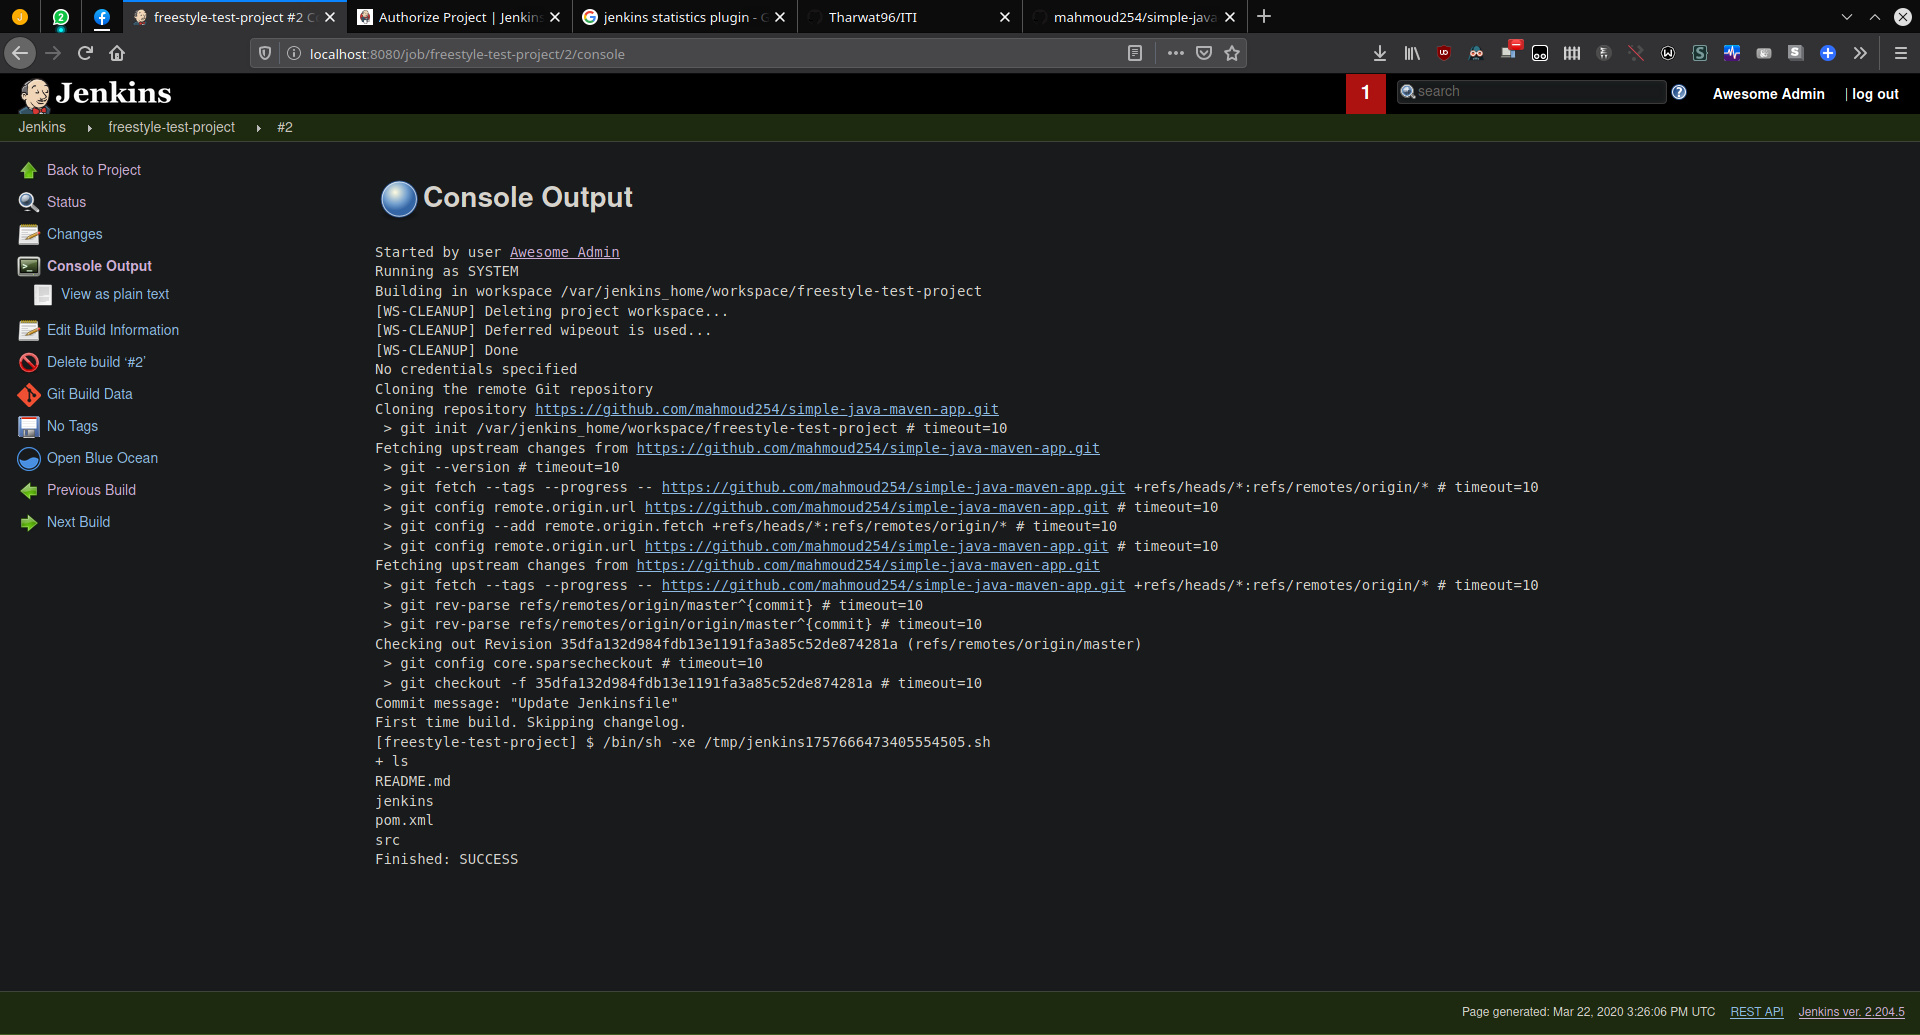 freestyle-test-project #2 C
Authorize Project | Jenkins
jenkins statistics plugin - G
Tharwat96/ITI
mahmoud254/simple-java
localhost:8080/job/freestyle-test-project/2/console
Jenkins
1
search
Awesome Admin
| log out
Jenkins
freestyle-test-project
#2
Back to Project
Status
Changes
Console Output
View as plain text
Edit Build Information
Delete build ‘#2’
Git Build Data
No Tags
Open Blue Ocean
Previous Build
Next Build
Console Output
Started by user Awesome Admin
Running as SYSTEM
Building in workspace /var/jenkins_home/workspace/freestyle-test-project
[WS-CLEANUP] Deleting project workspace...
[WS-CLEANUP] Deferred wipeout is used...
[WS-CLEANUP] Done
No credentials specified
Cloning the remote Git repository
Cloning repository https://github.com/mahmoud254/simple-java-maven-app.git
 > git init /var/jenkins_home/workspace/freestyle-test-project # timeout=10
Fetching upstream changes from https://github.com/mahmoud254/simple-java-maven-app.git
 > git --version # timeout=10
 > git fetch --tags --progress -- https://github.com/mahmoud254/simple-java-maven-app.git +refs/heads/*:refs/remotes/origin/* # timeout=10
 > git config remote.origin.url https://github.com/mahmoud254/simple-java-maven-app.git # timeout=10
 > git config --add remote.origin.fetch +refs/heads/*:refs/remotes/origin/* # timeout=10
 > git config remote.origin.url https://github.com/mahmoud254/simple-java-maven-app.git # timeout=10
Fetching upstream changes from https://github.com/mahmoud254/simple-java-maven-app.git
 > git fetch --tags --progress -- https://github.com/mahmoud254/simple-java-maven-app.git +refs/heads/*:refs/remotes/origin/* # timeout=10
 > git rev-parse refs/remotes/origin/master^{commit} # timeout=10
 > git rev-parse refs/remotes/origin/origin/master^{commit} # timeout=10
Checking out Revision 35dfa132d984fdb13e1191fa3a85c52de874281a (refs/remotes/origin/master)
 > git config core.sparsecheckout # timeout=10
 > git checkout -f 35dfa132d984fdb13e1191fa3a85c52de874281a # timeout=10
Commit message: "Update Jenkinsfile"
First time build. Skipping changelog.
[freestyle-test-project] $ /bin/sh -xe /tmp/jenkins1757666473405554505.sh
+ ls
README.md
jenkins
pom.xml
src
Finished: SUCCESS
Page generated: Mar 22, 2020 3:26:06 PM UTC
REST API
Jenkins ver. 2.204.5